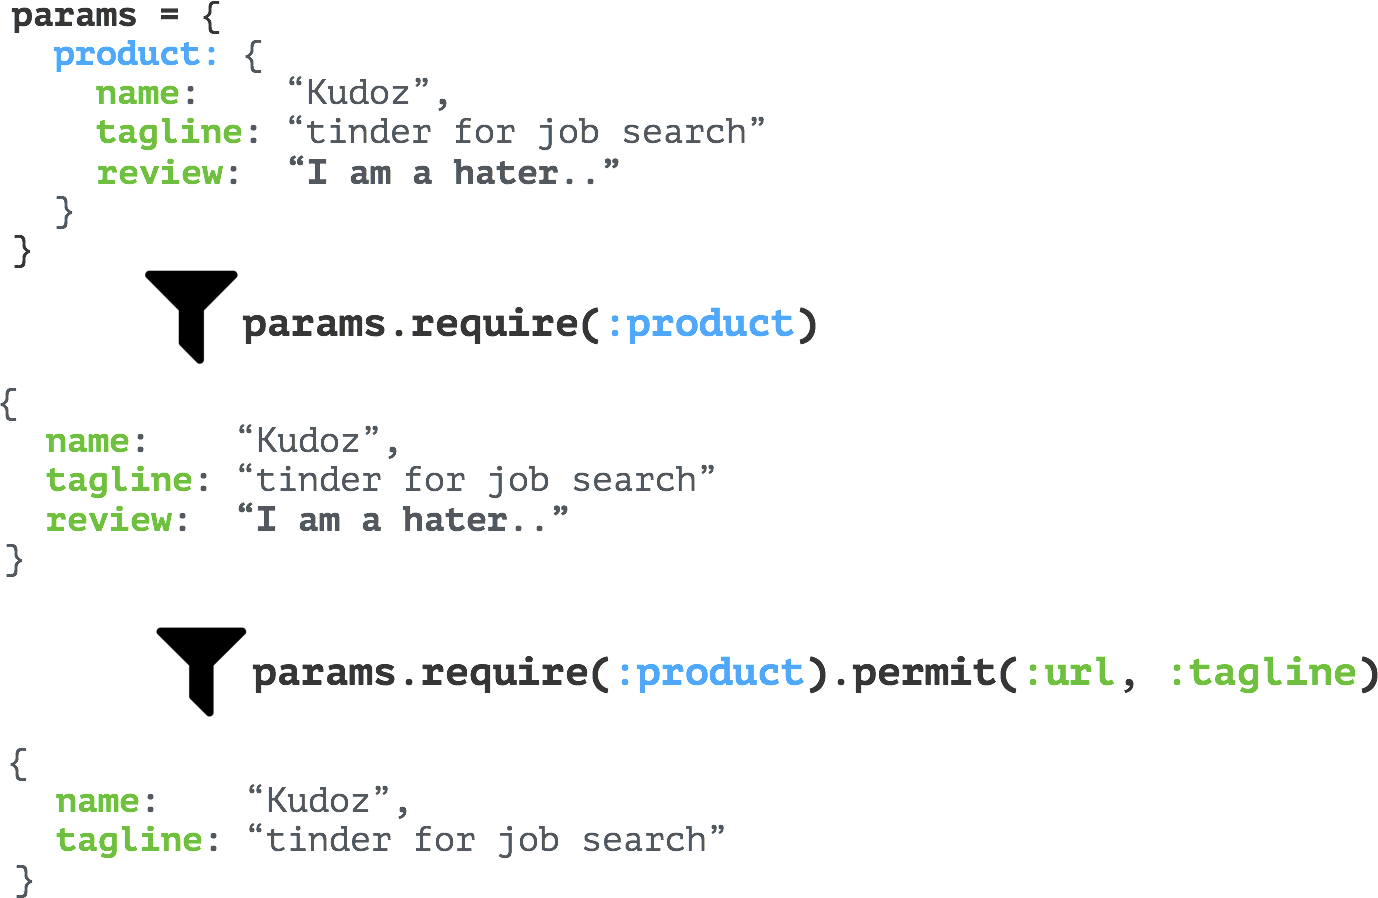 params = {
product: {
name: “Kudoz”,
tagline: “tinder for job search”
review: “I am a hater..”
}
}
params.require(:product)
{
name: “Kudoz”,
tagline: “tinder for job search”
review: “I am a hater..”
}
params.require(:product).permit(:url, :tagline)
{
name: “Kudoz”,
tagline: “tinder for job search”
}